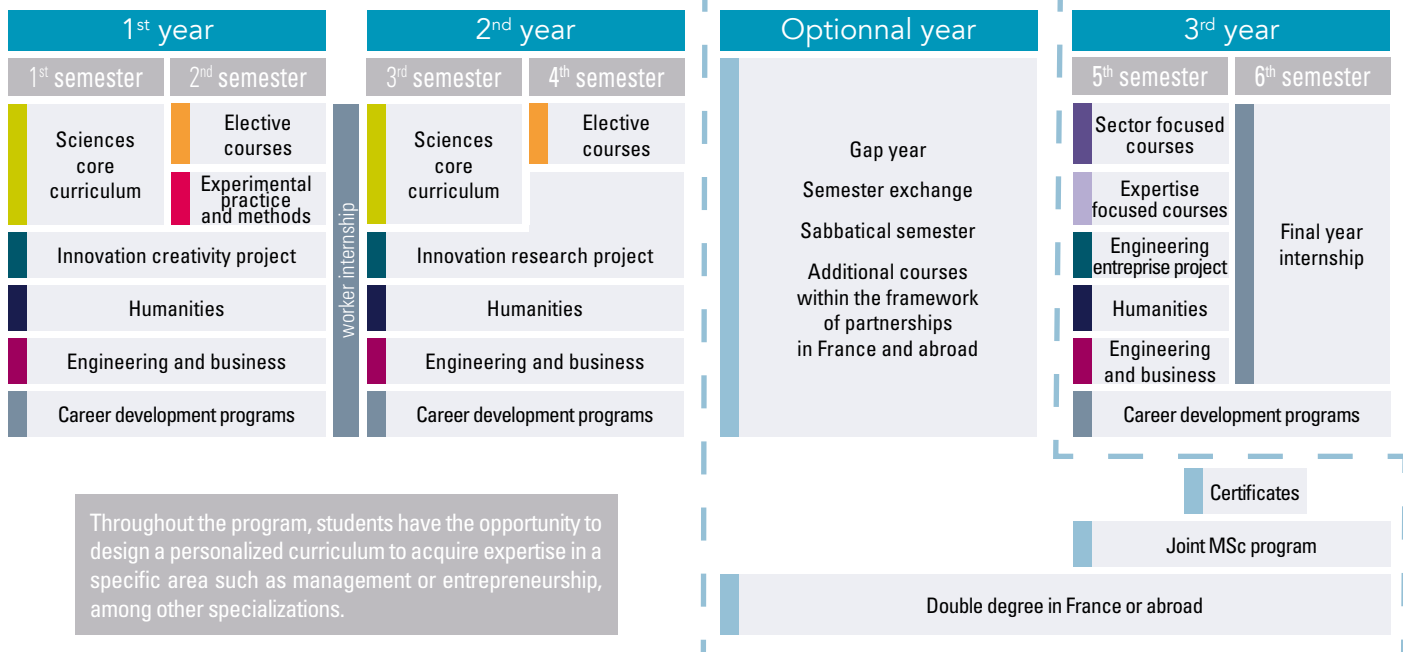 1st year
1st semester
2nd semester
Sciences
core
curriculum
Elective
courses
Experimental
practice
and methods
Innovation creativity project
Humanities
Engineering and business
Career development programs
worker internship
2nd year
3rd semester
4th semester
Sciences
core
curriculum
Elective
courses
Innovation research project
Humanities
Engineering and business
Career development programs
Optionnal year
Gap year
Semester exchange
Sabbatical semester
Additional courses
within the framework
of partnerships
in France and abroad
3rd year
5th semester
6th semester
Sector focused
courses
Expertise
focused courses
Engineering
entreprise project
Humanities
Engineering
and business
Final year
internship
Career development programs
Certificates
Joint MSc program
Double degree in France or abroad
Throughout the program, students have the opportunity to
design a personalized curriculum to acquire expertise in a
specific area such as management or entrepreneurship,
among other specializations.